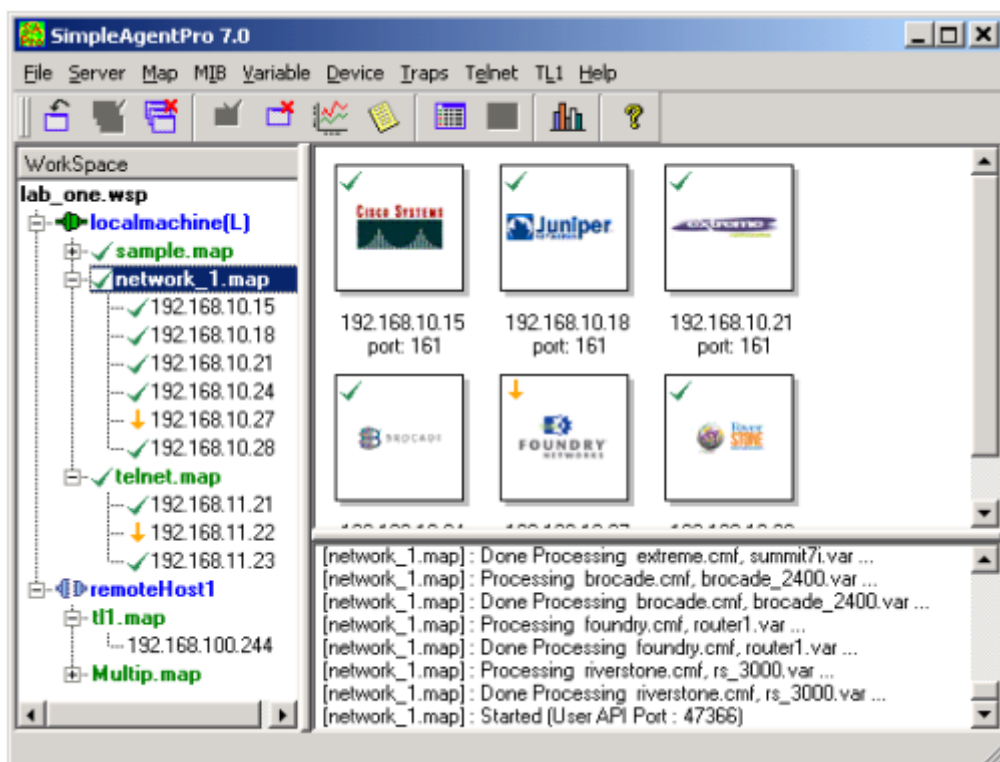 SimpleAgentPro 7.0
File Server Map MIB Variable Device Traps Telnet TL1 Help
WorkSpace
lab_one.wsp
localmachine(L)
sample.map
network_1.map
192.168.10.15
192.168.10.18
192.168.10.21
192.168.10.24
192.168.10.27
192.168.10.28
telnet.map
192.168.11.21
192.168.11.22
192.168.11.23
remoteHost1
tl1.map
192.168.100.244
Multip.map
CISCO SYSTEMS
Juniper
NETWORKS
extreme
192.168.10.15
port: 161
192.168.10.18
port: 161
192.168.10.21
port: 161
BROCADE
FOUNDRY
NETWORKS
River
STONE
[network_1.map] : Done Processing extreme.cmf, summit7i.var ...
[network_1.map] : Processing brocade.cmf, brocade_2400.var ...
[network_1.map] : Done Processing brocade.cmf, brocade_2400.var ...
[network_1.map] : Processing foundry.cmf, router1.var ...
[network_1.map] : Done Processing foundry.cmf, router1.var ...
[network_1.map] : Processing riverstone.cmf, rs_3000.var ...
[network_1.map] : Done Processing riverstone.cmf, rs_3000.var ...
[network_1.map] : Started (User API Port : 47366)